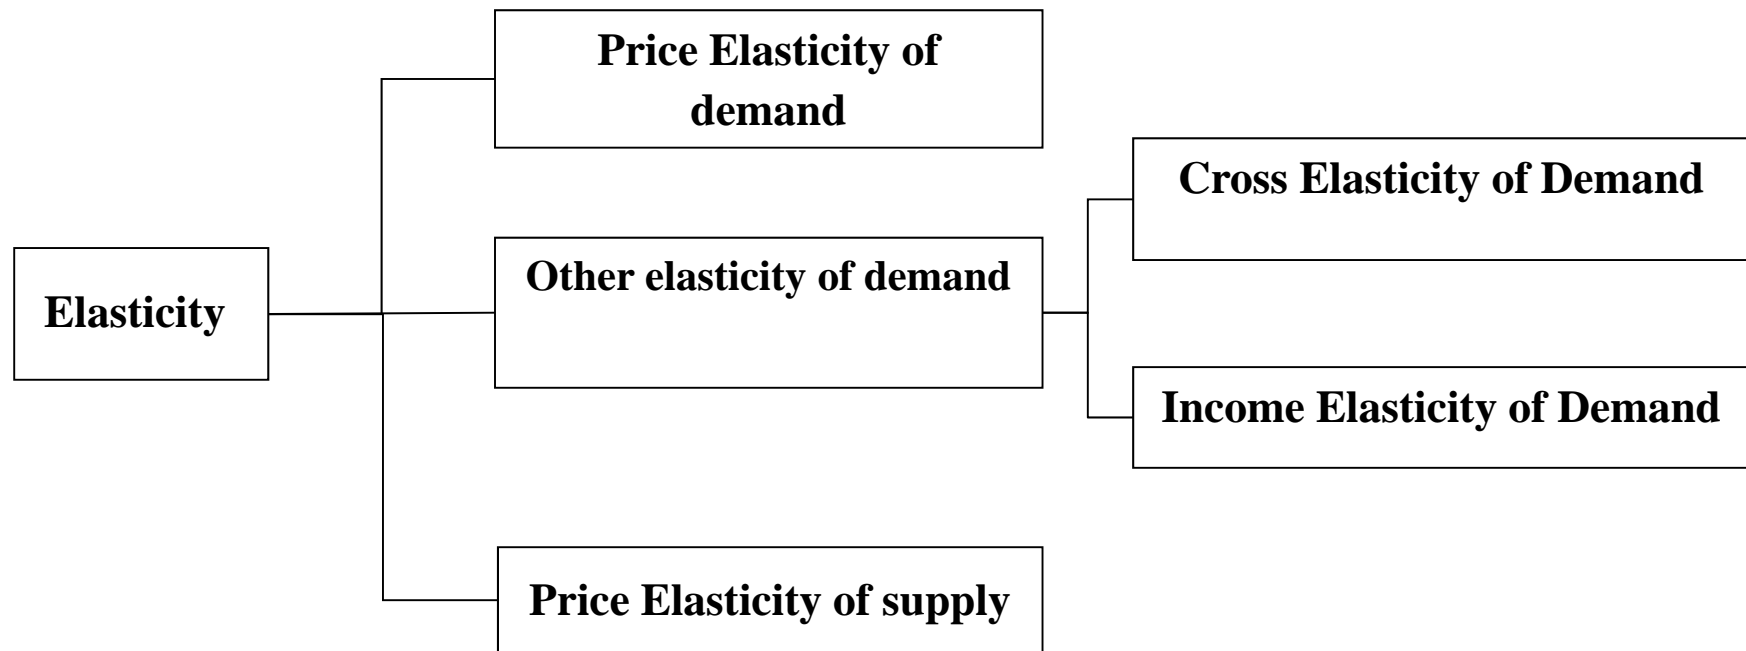 Price Elasticity of
demand
Cross Elasticity of Demand
Other elasticity of demand
Elasticity
Income Elasticity of Demand
Price Elasticity of supply